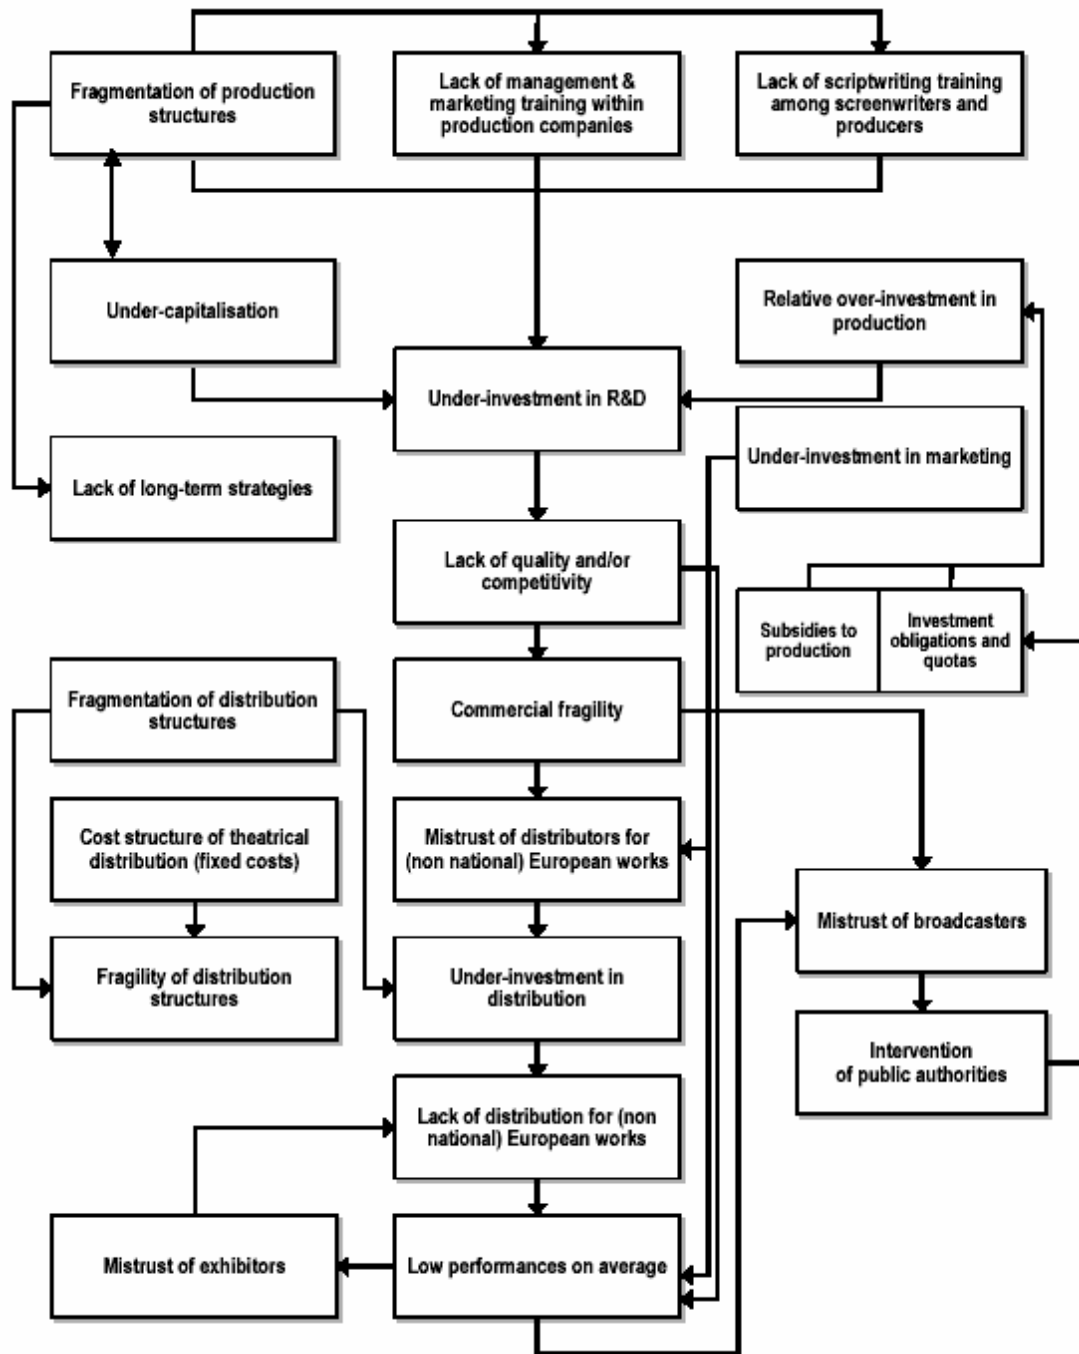 Fragmentation of production
structures
Lack of management &
marketing training within
production companies
Lack of scriptwriting training
among screenwriters and
producers
Under-capitalisation
Relative over-investment in
production
Under-investment in R&D
Under-investment in marketing
Lack of long-term strategies
Lack of quality and/or
competitivity
Subsidies to
production
Investment
obligations and
quotas
Fragmentation of distribution
structures
Commercial fragility
Cost structure of theatrical
distribution (fixed costs)
Mistrust of distributors for
(non national) European works
Mistrust of broadcasters
Fragility of distribution
structures
Under-investment in
distribution
Intervention
of public authorities
Lack of distribution for (non
national) European works
Mistrust of exhibitors
Low performances on average